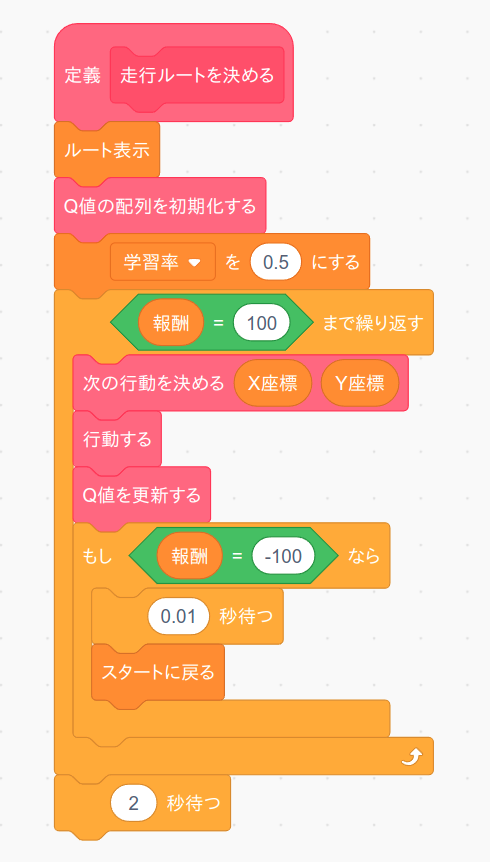 定義 走行ルートを決める
ルート表示
Q値の配列を初期化する
学習率 を 0.5 にする
報酬 = 100 まで繰り返す
次の行動を決める X座標 Y座標
行動する
Q値を更新する
もし 報酬 = -100 なら
0.01 秒待つ
スタートに戻る
2 秒待つ